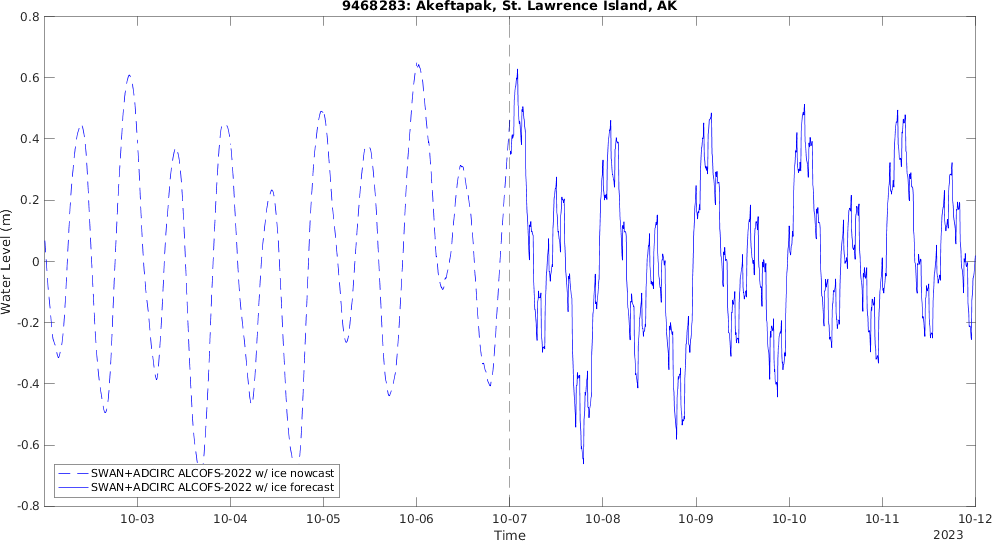 9468283: Akeftapak, St. Lawrence Island, AK
0.8
0.6
0.4
0.2
0
-0.2
-0.4
-0.6
-0.8
Water Level (m)
SWAN+ADCIRC ALCOFS-2022 w/ ice nowcast
SWAN+ADCIRC ALCOFS-2022 w/ ice forecast
10-03 10-04 10-05 10-06 10-07 10-08 10-09 10-10 10-11 10-12
Time
2023